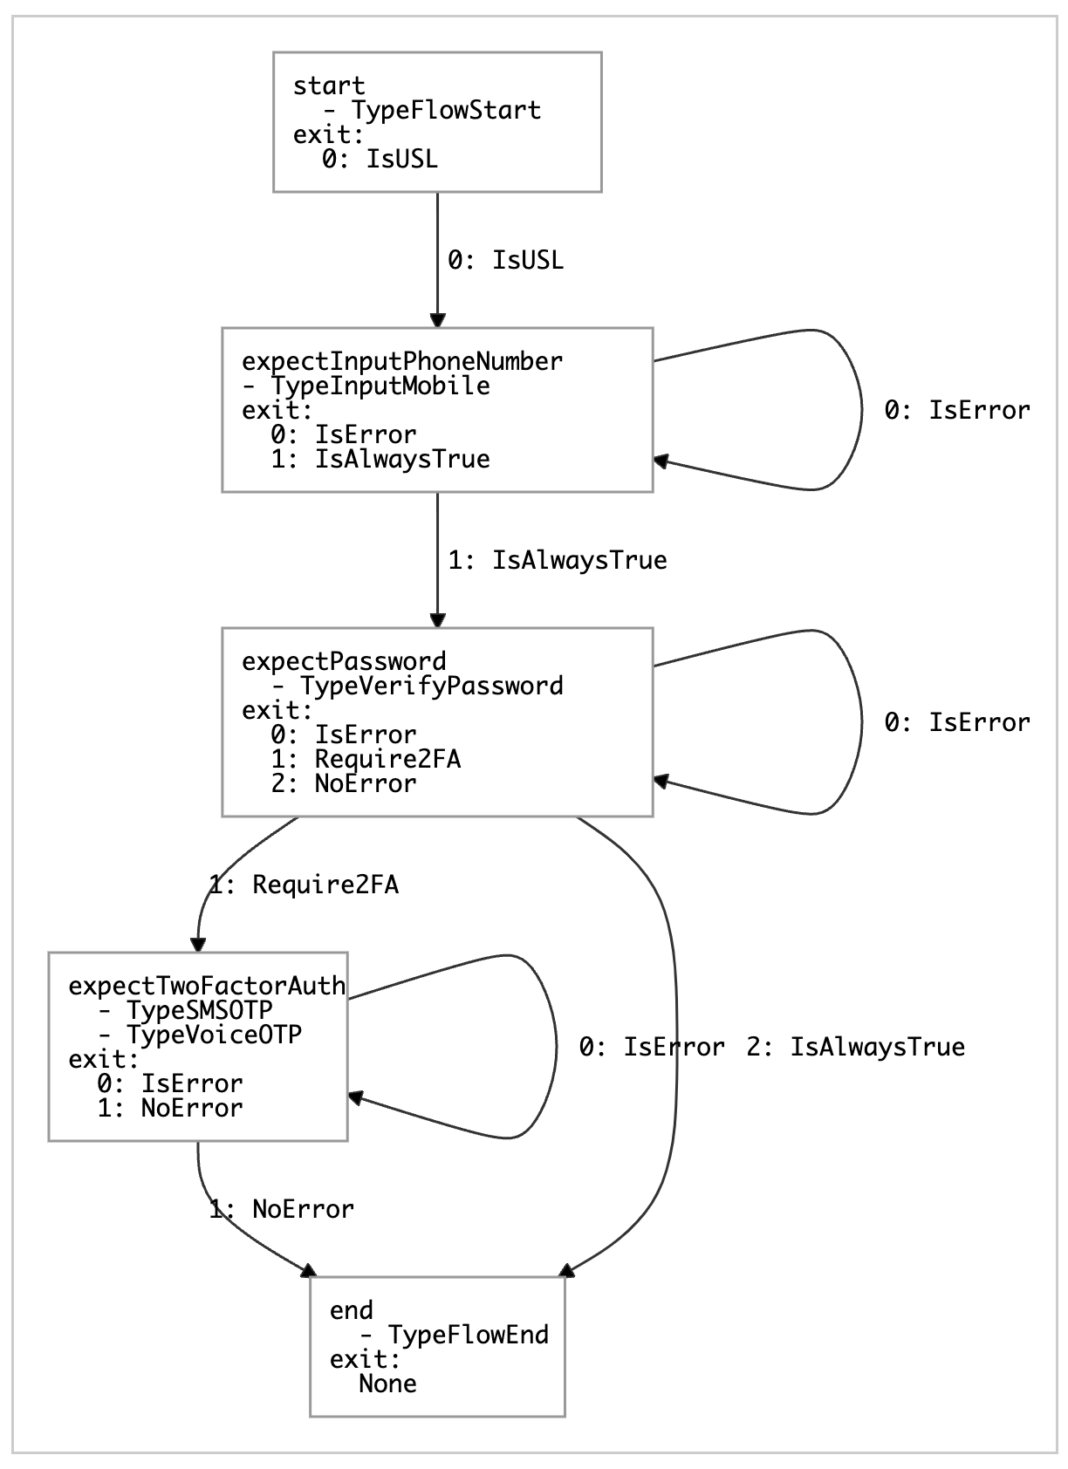 start
- TypeFlowStart
exit:
0: IsUSL
0: IsUSL
expectInputPhoneNumber
- TypeInputMobile
exit:
0: IsError
1: IsAlwaysTrue
0: IsError
1: IsAlwaysTrue
expectPassword
- TypeVerifyPassword
exit:
0: IsError
1: Require2FA
2: NoError
0: IsError
1: Require2FA
expectTwoFactorAuth
- TypeSMSOTP
- TypeVoiceOTP
exit:
0: IsError
1: NoError
0: IsError
2: IsAlwaysTrue
1: NoError
end
- TypeFlowEnd
exit:
None